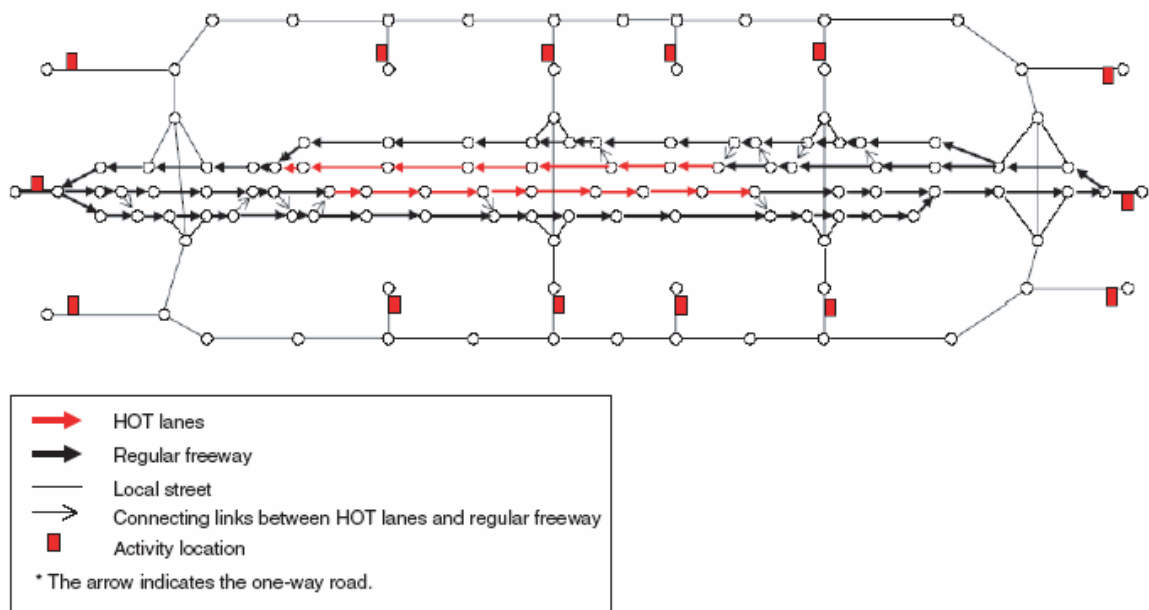 HOT lanes
Regular freeway
Local street
Connecting links between HOT lanes and regular freeway
Activity location
* The arrow indicates the one-way road.